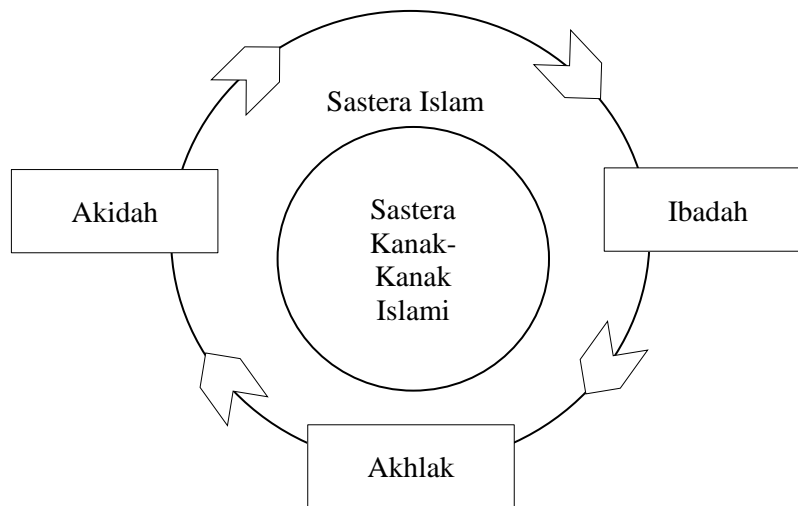 Sastera Islam
Akidah
Sastera
Kanak-
Kanak
Islami
Ibadah
Akhlak